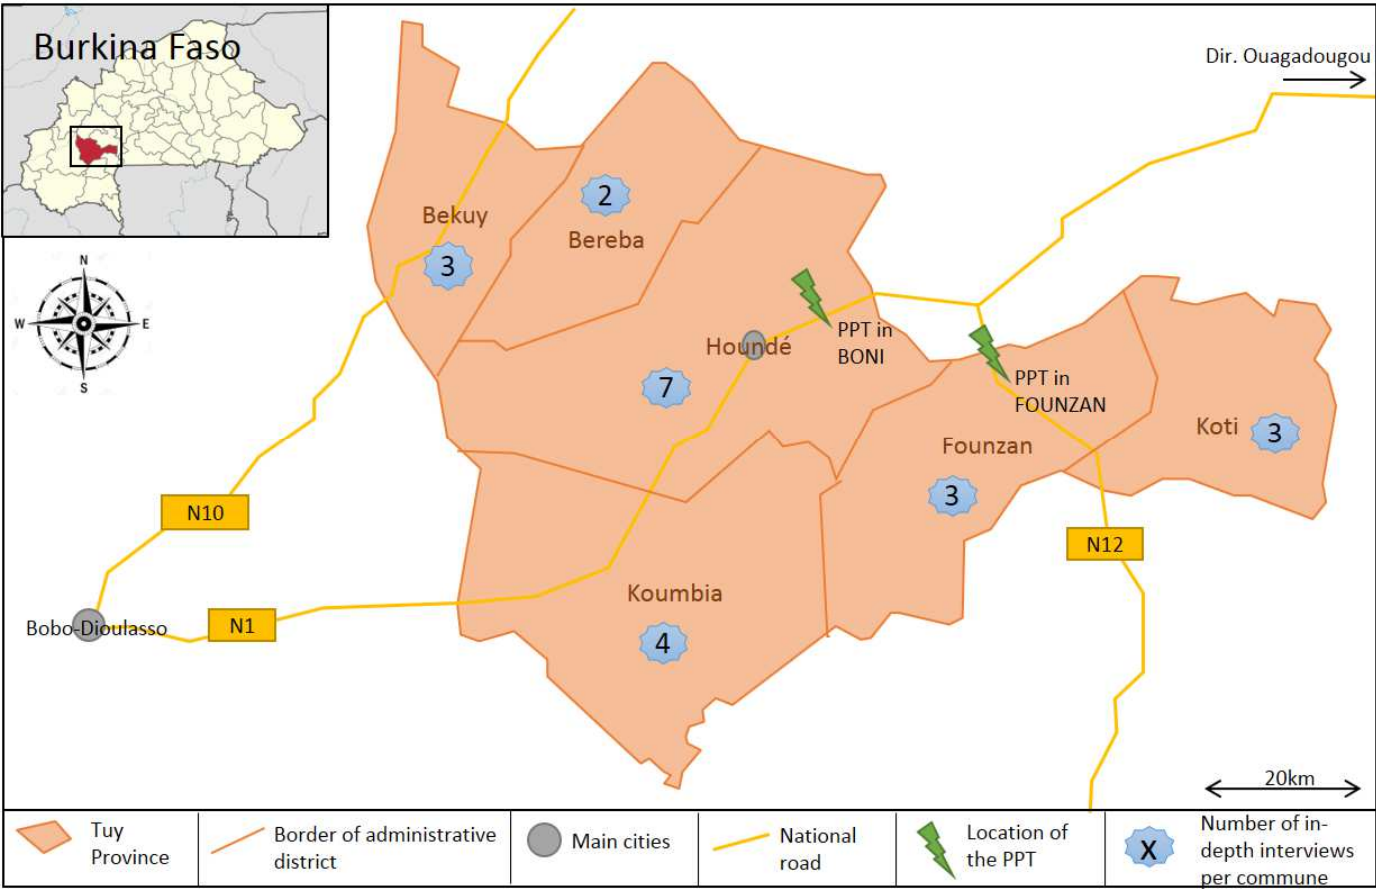 Burkina Faso
Dir. Ouagadougou
N
W
E
S
Bekuy
3
2
Bereba
PPT in
BONI
Houndé
7
PPT in
FOUNZAN
Koti
3
Founzan
3
N10
N12
Koumbia
4
Bobo-Dioulasso
N1
20km
Tuy
Province
Border of administrative
district
Main cities
National
road
Location of
the PPT
X
Number of in-
depth interviews
per commune